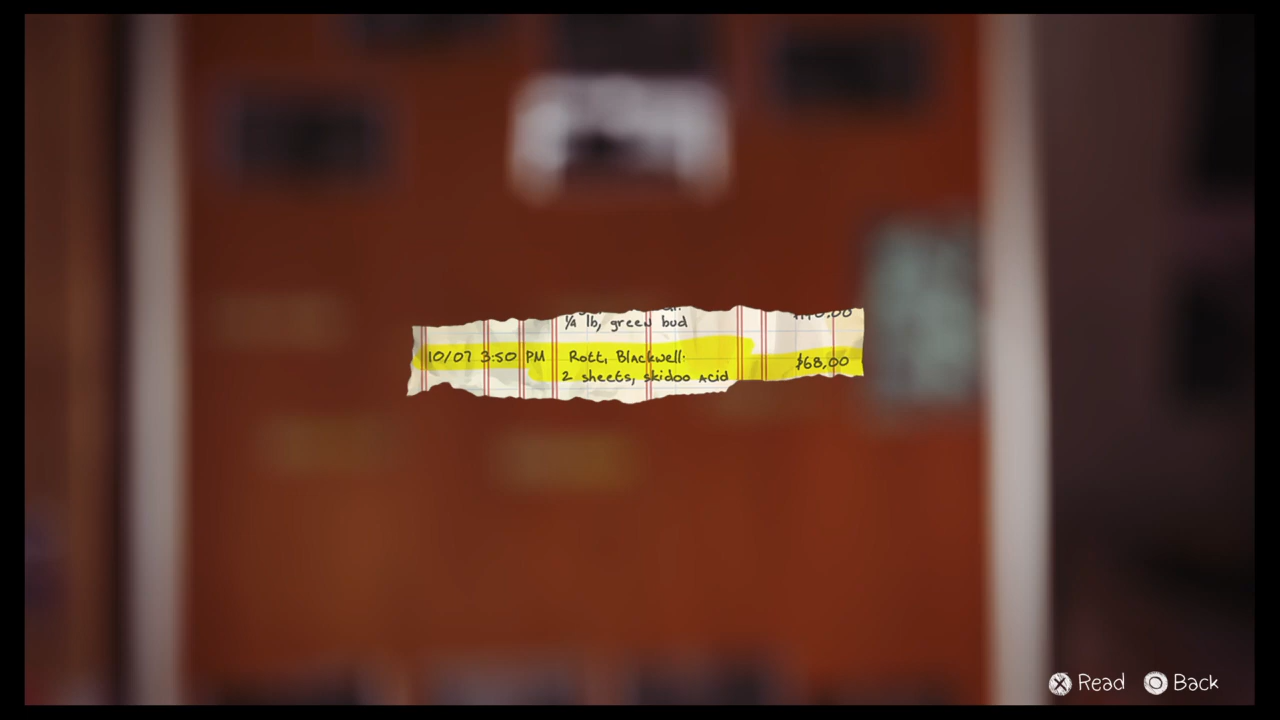 ¼ lb, green bud
10/07 3:50 PM Rott, Blackwell: $68,00
2 sheets, skidoo Acid
Read Back